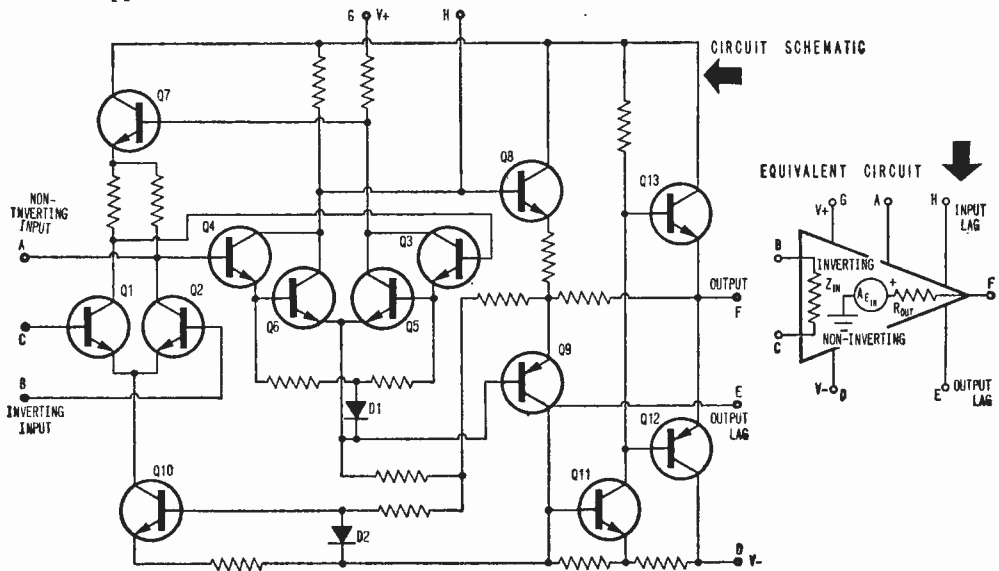 G V+ H
CIRCUIT SCHEMATIC
Q7
Q8
Q13
EQUIVALENT CIRCUIT
NON-
INVERTING
INPUT
A
Q4
Q3
G
V+
A
H
INPUT
LAG
B
INVERTING
Z_IN
A_E_IN
+
R_OUT
F
Q1
Q2
Q6
Q5
OUTPUT
F
C
C
NON-INVERTING
Q9
B
INVERTING
INPUT
D1
E
OUTPUT
LAG
V- D
E OUTPUT
LAG
Q12
Q10
Q11
D2
D
V-